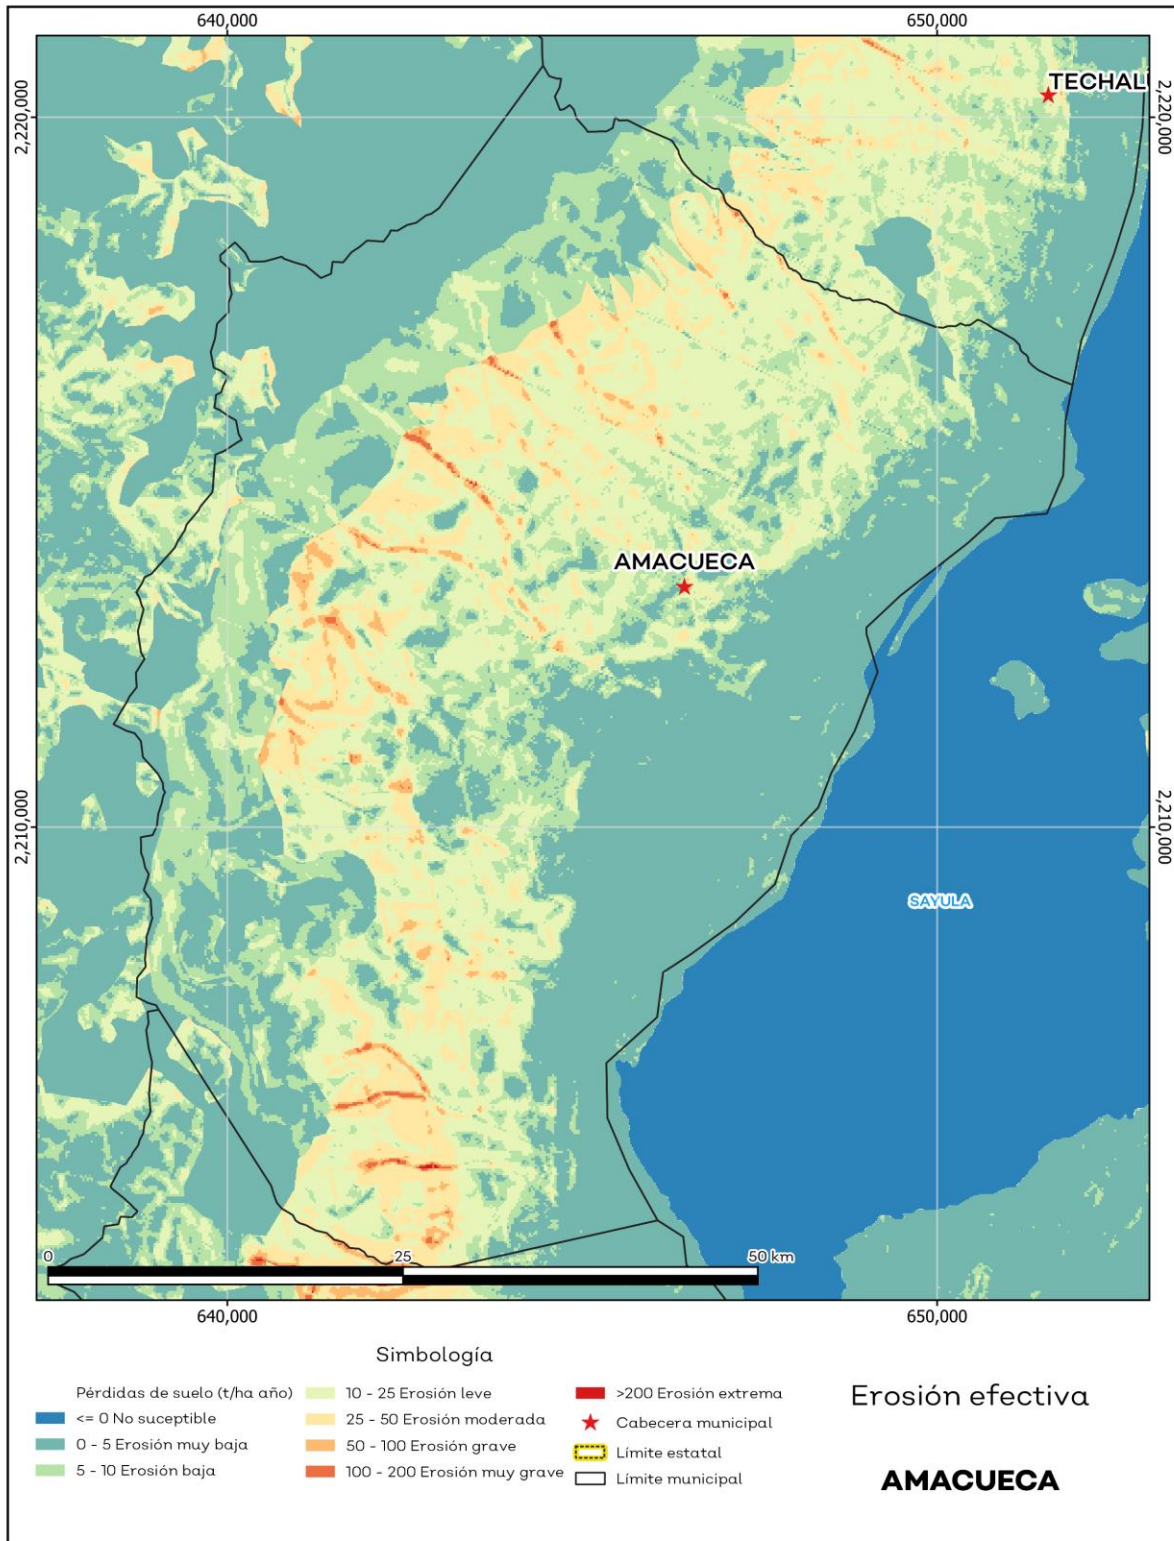 640,000 650,000
2,220,000
TECHALU
2,220,000
AMACUECA
2,210,000
2,210,000
SAYULA
0 25 50 km
640,000 650,000
Simbología
Pérdidas de suelo (t/ha año)
<= 0 No suceptible
0 - 5 Erosión muy baja
5 - 10 Erosión baja
10 - 25 Erosión leve
25 - 50 Erosión moderada
50 - 100 Erosión grave
100 - 200 Erosión muy grave
>200 Erosión extrema
Cabecera municipal
Límite estatal
Límite municipal
Erosión efectiva
AMACUECA